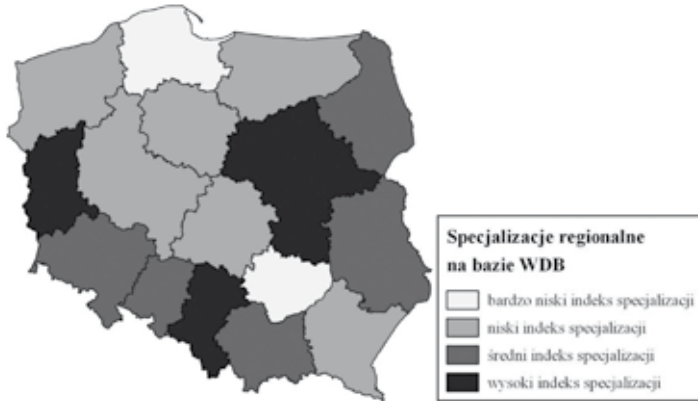 Specjalizacje regionalne
na bazie WDB
bardzo niski indeks specjalizacji
niski indeks specjalizacji
średni indeks specjalizacji
wysoki indeks specjalizacji